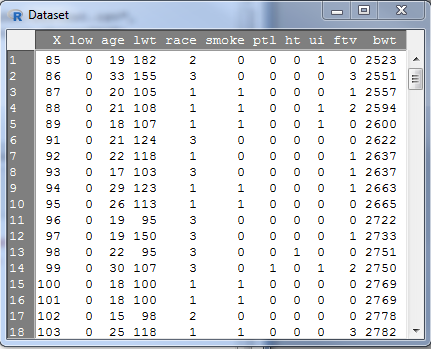 Dataset
X low age lwt race smoke ptl ht ui ftv bwt
1 85 0 19 182 2 0 0 0 1 0 2523
2 86 0 33 155 3 0 0 0 0 3 2551
3 87 0 20 105 1 1 0 0 0 1 2557
4 88 0 21 108 1 1 0 0 1 2 2594
5 89 0 18 107 1 1 0 0 1 0 2600
6 91 0 21 124 3 0 0 0 0 0 2622
7 92 0 22 118 1 0 0 0 0 1 2637
8 93 0 17 103 3 0 0 0 0 1 2637
9 94 0 29 123 1 1 0 0 0 1 2663
10 95 0 26 113 1 1 0 0 0 0 2665
11 96 0 19 95 3 0 0 0 0 0 2722
12 97 0 19 150 3 0 0 0 0 1 2733
13 98 0 22 95 3 0 0 1 0 0 2751
14 99 0 30 107 3 0 1 0 1 2 2750
15 100 0 18 100 1 1 0 0 0 0 2769
16 101 0 18 100 1 1 0 0 0 0 2769
17 102 0 15 98 2 0 0 0 0 0 2778
18 103 0 25 118 1 1 0 0 0 3 2782